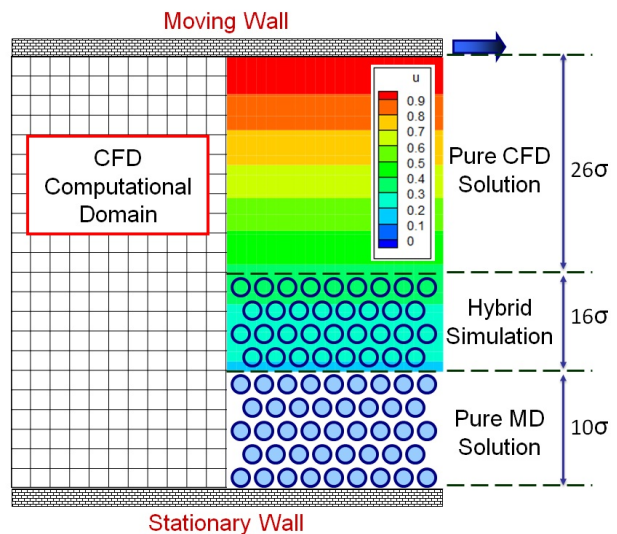 Moving Wall
u
0.9
0.8
0.7
0.6
0.5
0.4
0.3
0.2
0.1
0
CFD
Computational
Domain
Pure CFD
Solution
26σ
Hybrid
Simulation
16σ
Pure MD
Solution
10σ
Stationary Wall